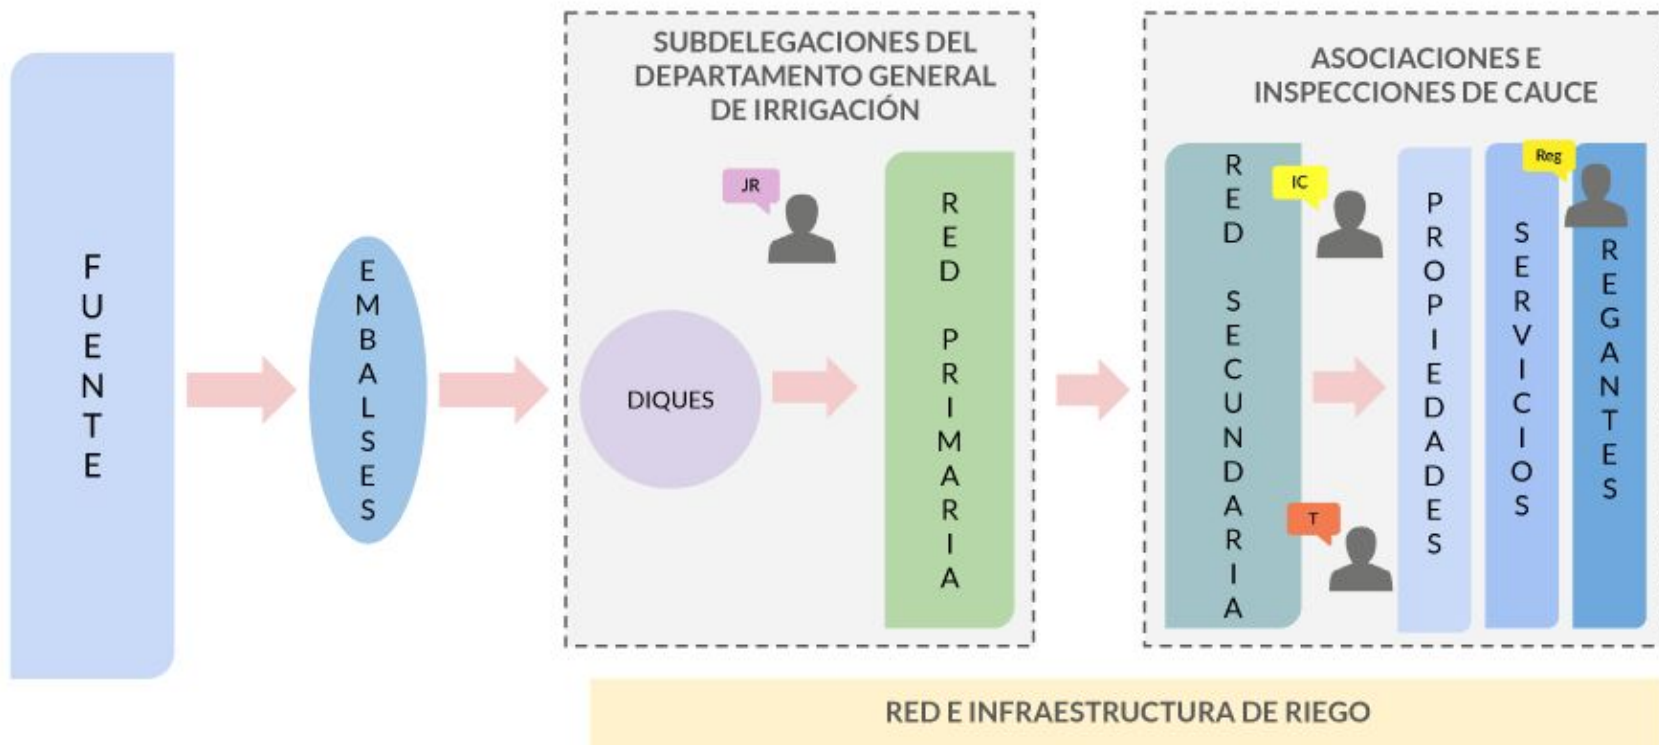 FUENTE
EMBALSES
SUBDELEGACIONES DEL
DEPARTAMENTO GENERAL
DE IRRIGACIÓN
JR
DIQUES
RED PRIMARIA
ASOCIACIONES E
INSPECCIONES DE CAUCE
RED SECUNDARIA
IC
T
PROPIEDADES
SERVICIOS
Reg
REGANTES
RED E INFRAESTRUCTURA DE RIEGO